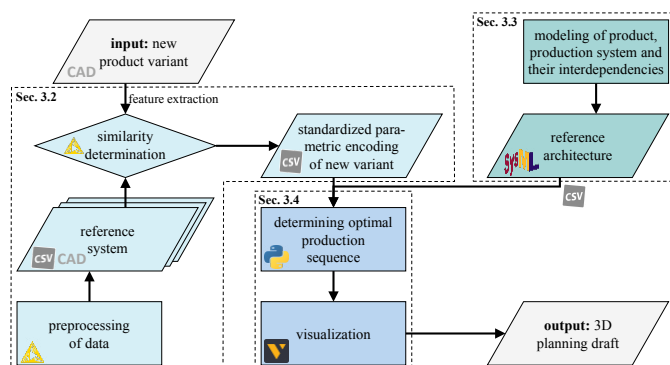 input: new
product variant
CAD
Sec. 3.2
feature extraction
similarity
determination
standardized para-
metric encoding
of new variant
CSV
reference
system
CSV CAD
preprocessing
of data
Sec. 3.3
modeling of product,
production system and
their interdependencies
reference
architecture
SysML
CSV
Sec. 3.4
determining optimal
production
sequence
visualization
output: 3D
planning draft